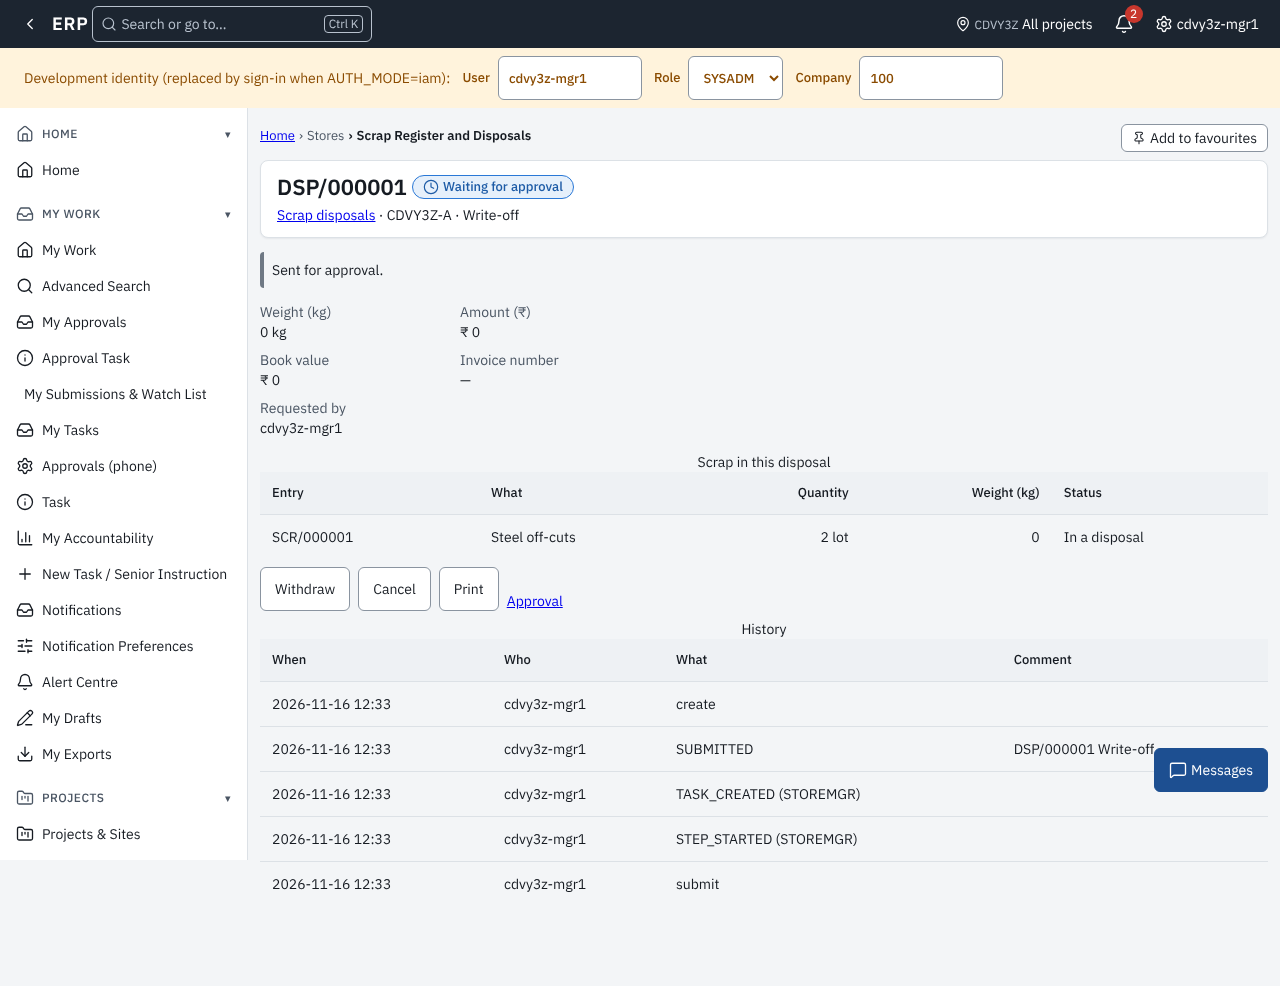 ERP Search or go to... Ctrl K CDVY3Z All projects 2 cdvy3z-mgr1
Development identity (replaced by sign-in when AUTH_MODE=iam): User cdvy3z-mgr1 Role SYSADM Company 100
HOME
Home
MY WORK
My Work
Advanced Search
My Approvals
Approval Task
My Submissions & Watch List
My Tasks
Approvals (phone)
Task
My Accountability
New Task / Senior Instruction
Notifications
Notification Preferences
Alert Centre
My Drafts
My Exports
PROJECTS
Projects & Sites
Home › Stores › Scrap Register and Disposals
Add to favourites
DSP/000001 Waiting for approval
Scrap disposals · CDVY3Z-A · Write-off
Sent for approval.
Weight (kg) Amount (₹)
0 kg ₹ 0
Book value Invoice number
₹ 0 —
Requested by
cdvy3z-mgr1
Scrap in this disposal
Entry What Quantity Weight (kg) Status
SCR/000001 Steel off-cuts 2 lot 0 In a disposal
Withdraw Cancel Print Approval
History
When Who What Comment
2026-11-16 12:33 cdvy3z-mgr1 create
2026-11-16 12:33 cdvy3z-mgr1 SUBMITTED DSP/000001 Write-off
2026-11-16 12:33 cdvy3z-mgr1 TASK_CREATED (STOREMGR)
2026-11-16 12:33 cdvy3z-mgr1 STEP_STARTED (STOREMGR)
2026-11-16 12:33 cdvy3z-mgr1 submit
Messages